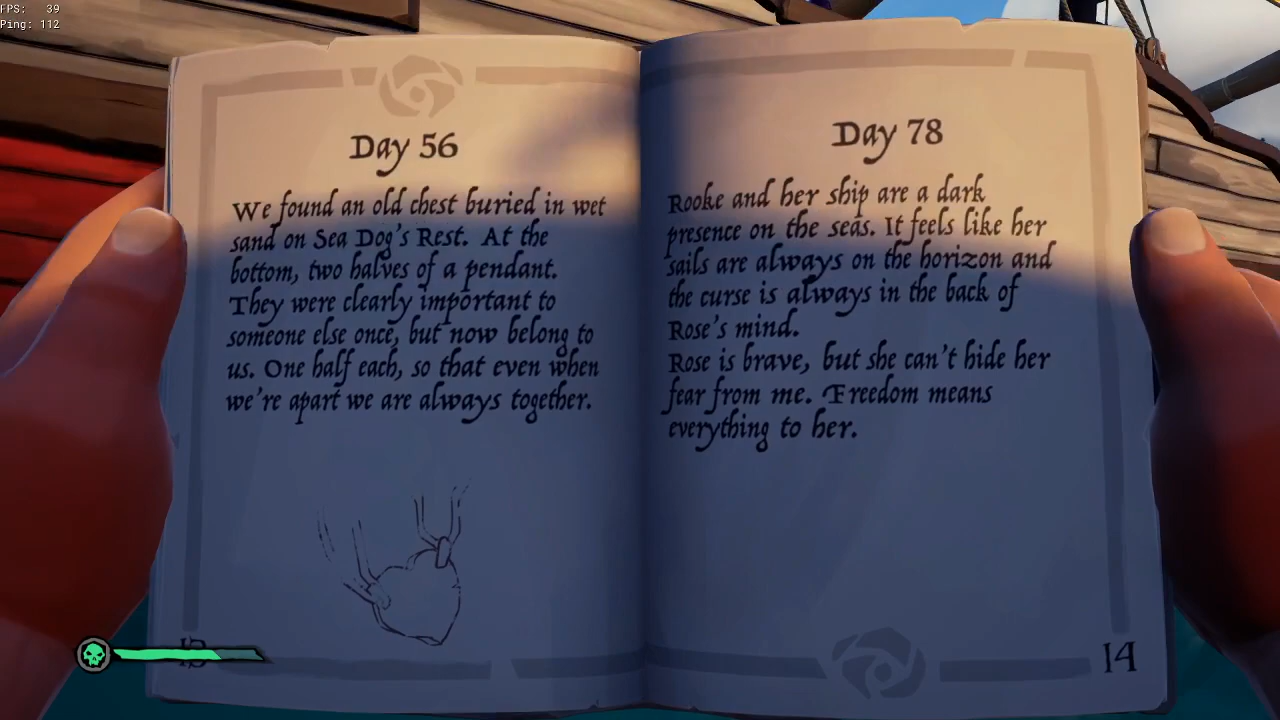 FPS: 39
Ping: 112
Day 56
We found an old chest buried in wet
sand on Sea Dog's Rest. At the
bottom, two halves of a pendant.
They were clearly important to
someone else once, but now belong to
us. One half each, so that even when
we're apart we are always together.
13
Day 78
Rooke and her ship are a dark
presence on the seas. It feels like her
sails are always on the horizon and
the curse is always in the back of
Rose's mind.
Rose is brave, but she can't hide her
fear from me. Freedom means
everything to her.
14